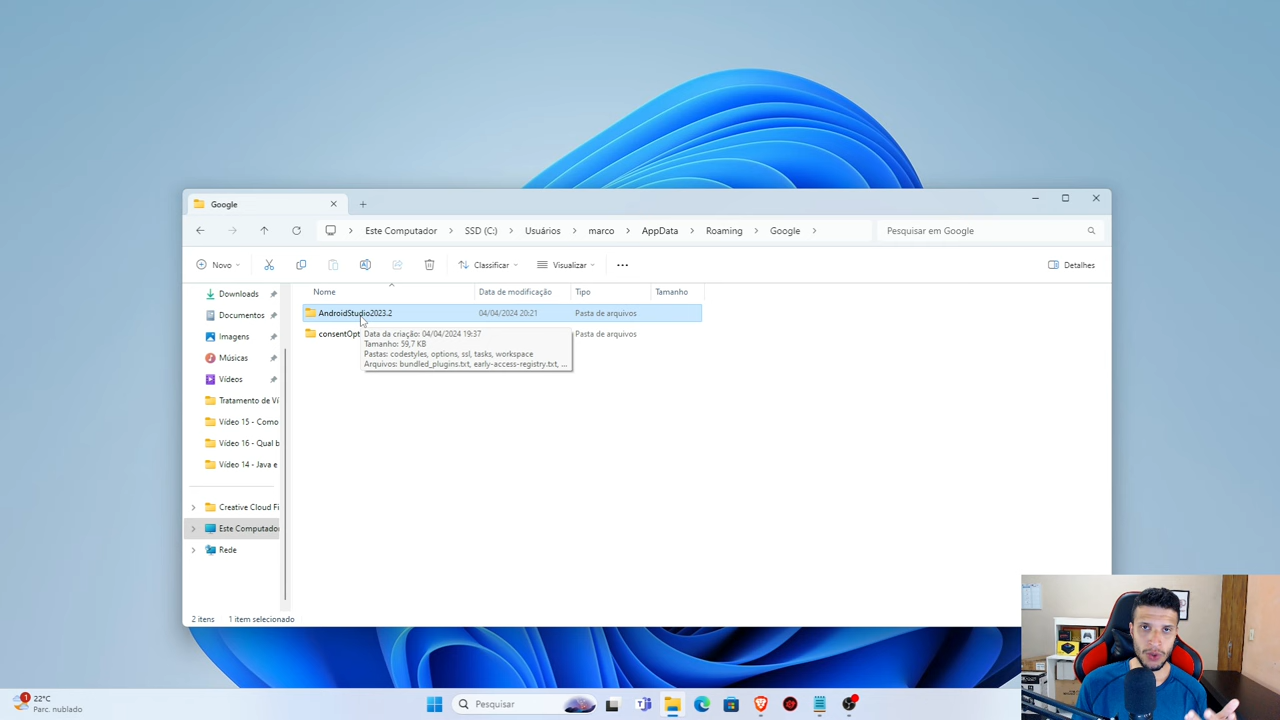 Google
Este Computador
SSD (C:)
Usuários
marco
AppData
Roaming
Google
Pesquisar em Google
Novo
Classificar
Visualizar
Detalhes
Nome
Data de modificação
Tipo
Tamanho
Downloads
Documentos
Imagens
Músicas
Vídeos
Tratamento de Ví
Vídeo 15 - Como
Vídeo 16 - Qual b
Vídeo 14 - Java e
Creative Cloud Fi
Este Computador
Rede
AndroidStudio2023.2
04/04/2024 20:21
Pasta de arquivos
consentOpt
Pasta de arquivos
Data da criação: 04/04/2024 19:37
Tamanho: 59,7 KB
Pastas: codestyles, options, ssl, tasks, workspace
Arquivos: bundled_plugins.txt, early-access-registry.txt, ...
2 itens
1 item selecionado
1
22°C
Parc. nublado
Pesquisar